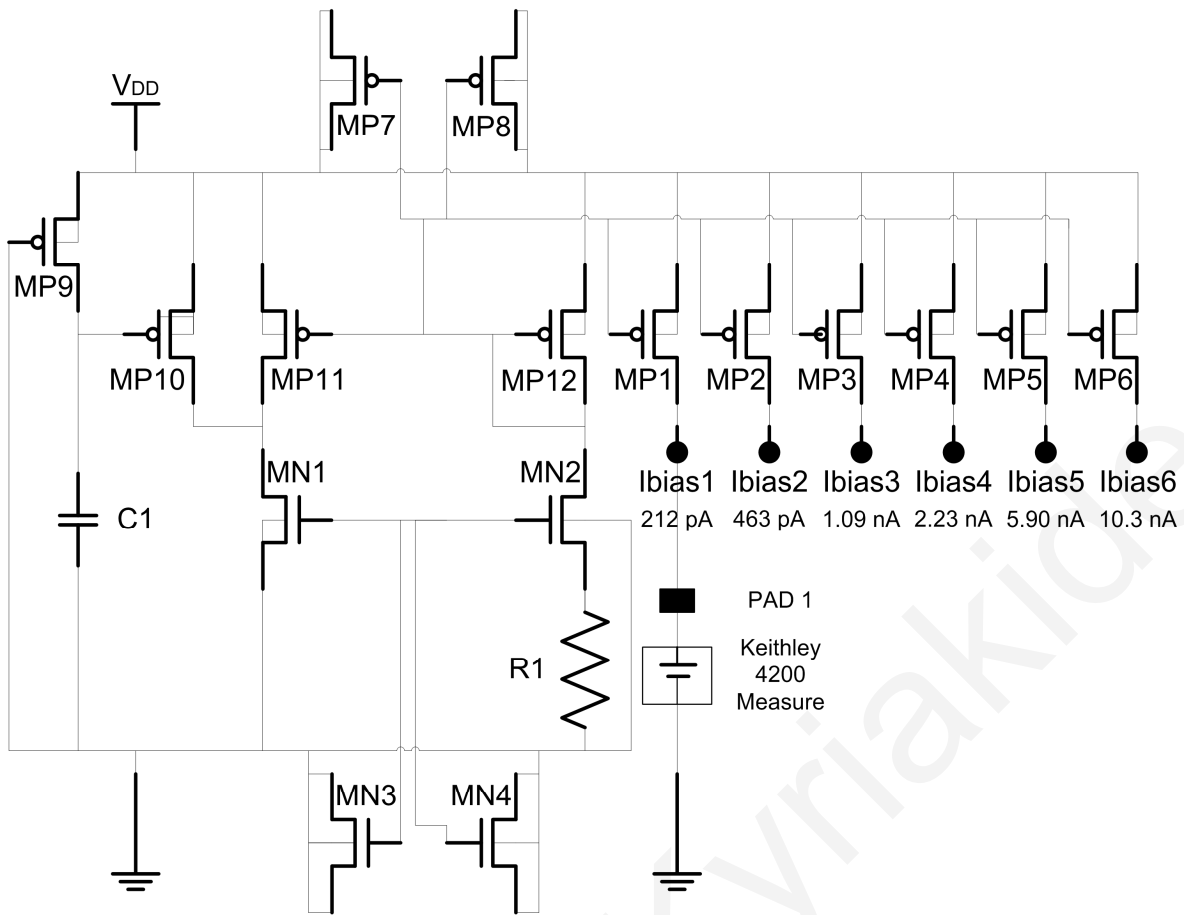 VDD
MP7
MP8
MP9
MP10
MP11
MP12
MP1
MP2
MP3
MP4
MP5
MP6
C1
MN1
MN2
Ibias1
Ibias2
Ibias3
Ibias4
Ibias5
Ibias6
212 pA
463 pA
1.09 nA
2.23 nA
5.90 nA
10.3 nA
R1
PAD 1
Keithley
4200
Measure
MN3
MN4
yriakide